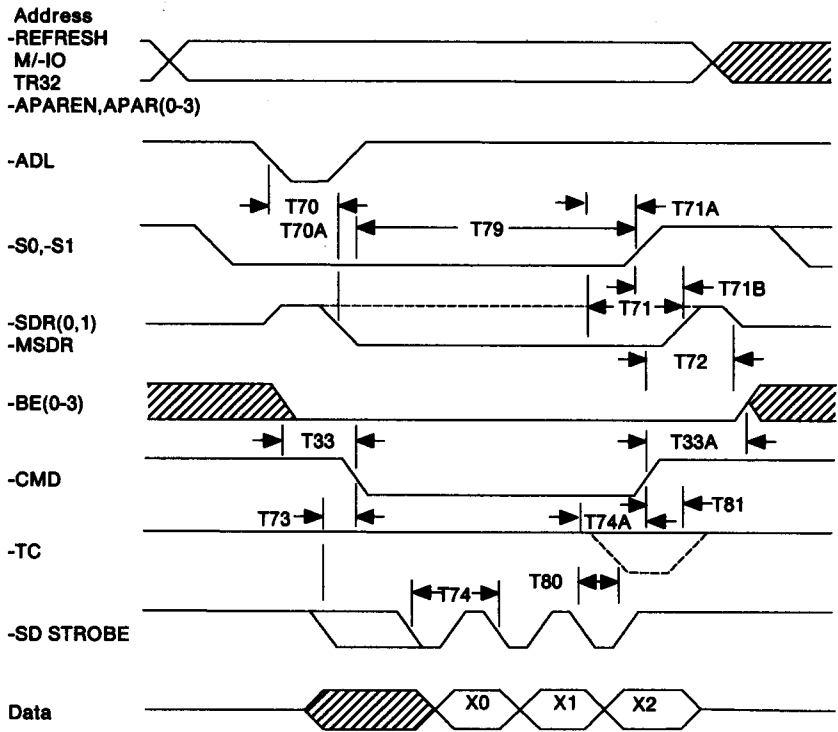 Address
-REFRESH
M/-IO
TR32
-APAREN,APAR(0-3)
-ADL
T70
T71A
T70A
T79
-S0,-S1
T71B
T71
-SDR(0,1)
-MSDR
T72
-BE(0-3)
T33
T33A
-CMD
T81
T73
T74A
-TC
T80
T74
-SD STROBE
X0
X1
X2
Data